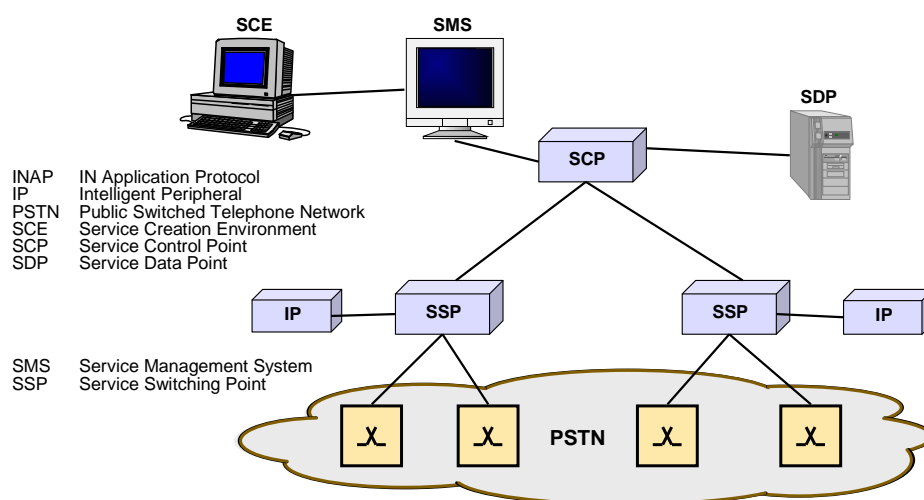 SCE
SMS
SDP
SCP
INAP IN Application Protocol
IP Intelligent Peripheral
PSTN Public Switched Telephone Network
SCE Service Creation Environment
SCP Service Control Point
SDP Service Data Point
IP
SSP
SSP
IP
SMS Service Management System
SSP Service Switching Point
PSTN